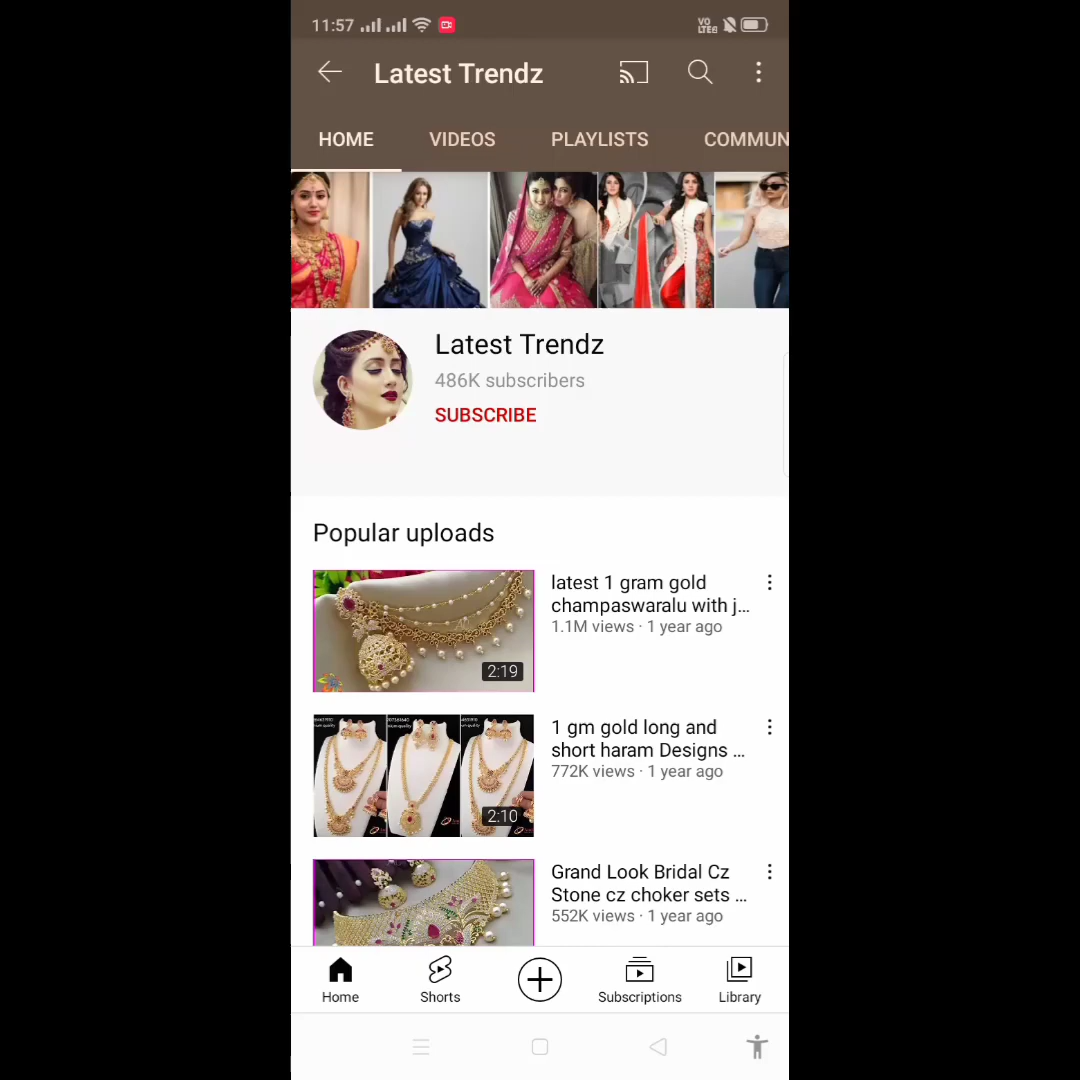 11:57
VO LTE
Latest Trendz
HOME VIDEOS PLAYLISTS COMMUN
Latest Trendz
486K subscribers
SUBSCRIBE
Popular uploads
2:19
latest 1 gram gold
champaswaralu with j...
1.1M views · 1 year ago
2:10
1 gm gold long and
short haram Designs ...
772K views · 1 year ago
Grand Look Bridal Cz
Stone cz choker sets ...
552K views · 1 year ago
Home Shorts Subscriptions Library